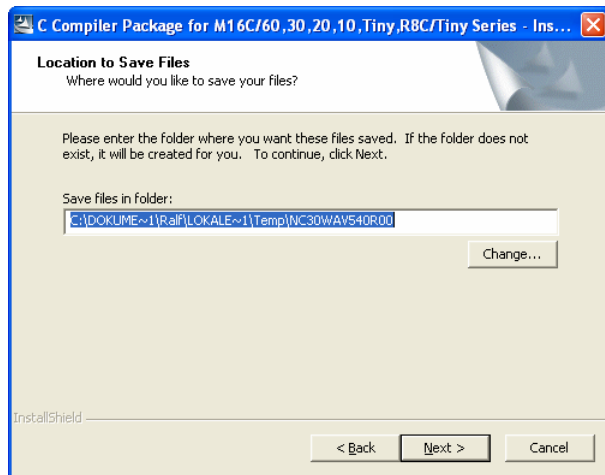 C Compiler Package for M16C/60,30,20,10,Tiny,R8C/Tiny Series - Ins...
Location to Save Files
Where would you like to save your files?
Please enter the folder where you want these files saved.  If the folder does not
exist, it will be created for you.   To continue, click Next.
Save files in folder:
C:\DOKUME~1\Ralf\LOKALE~1\Temp\NC30WAV540R00
Change...
InstallShield
< Back
Next >
Cancel